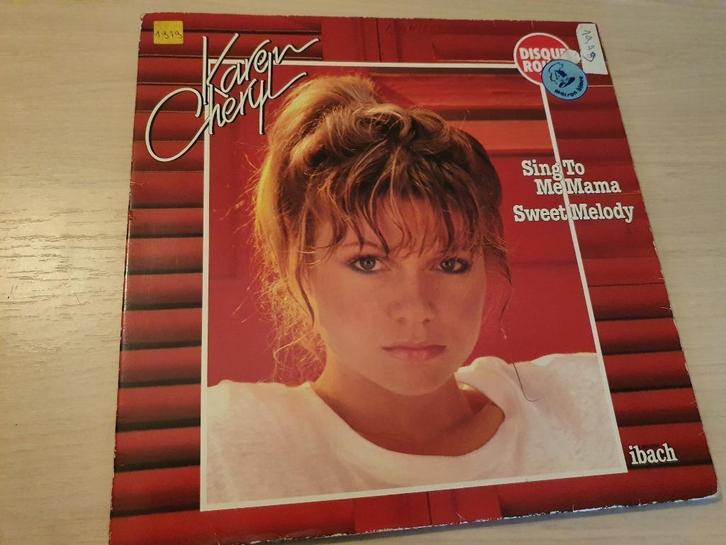 Karen
Cheryl
DISQUE
Sing To
Me Mama
Sweet Melody
ibach